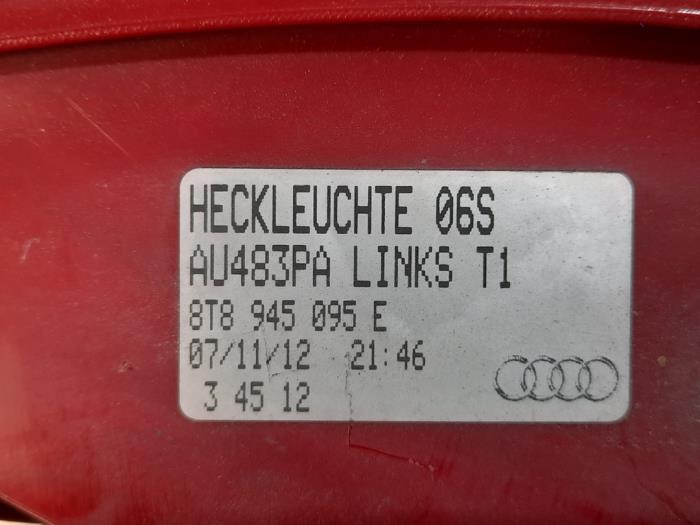 HECKLEUCHTE 06S
AU483PA LINKS T1
8T8 945 095 E
07/11/12 21:46
3 45 12